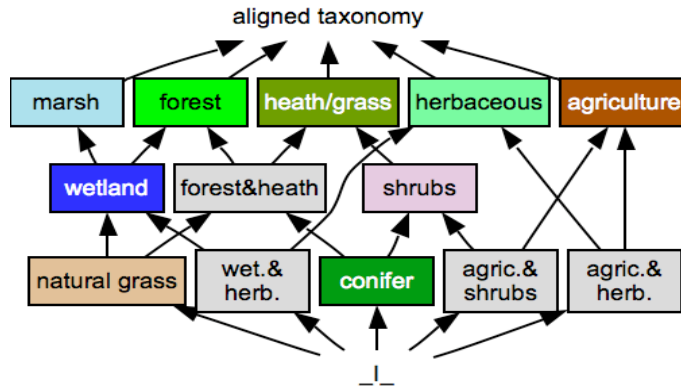 aligned taxonomy
marsh
forest
heath/grass
herbaceous
agriculture
wetland
forest&heath
shrubs
natural grass
wet.&
herb.
conifer
agric.&
shrubs
agric.&
herb.
_|_